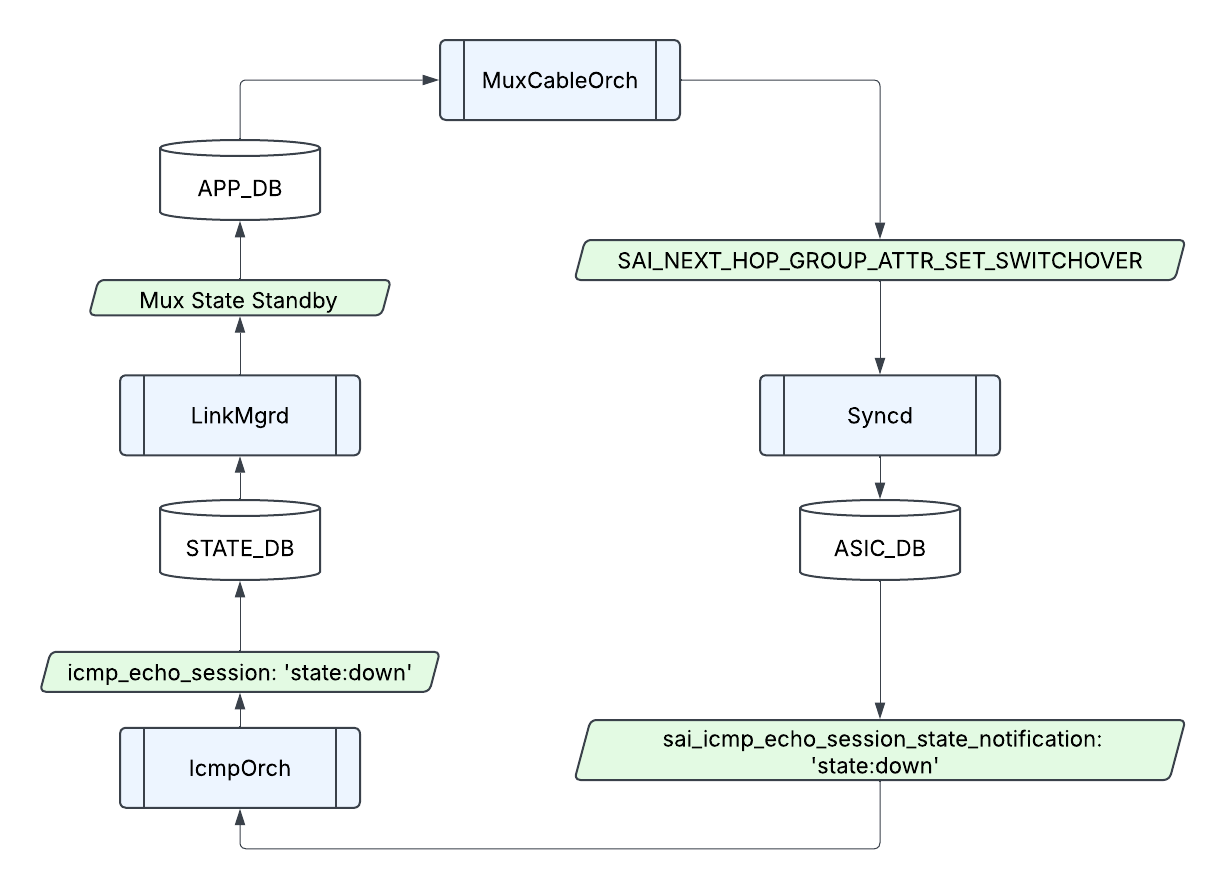 MuxCableOrch
APP_DB
SAI_NEXT_HOP_GROUP_ATTR_SET_SWITCHOVER
Mux State Standby
LinkMgrd
Syncd
STATE_DB
ASIC_DB
icmp_echo_session: 'state:down'
sai_icmp_echo_session_state_notification:
'state:down'
IcmpOrch